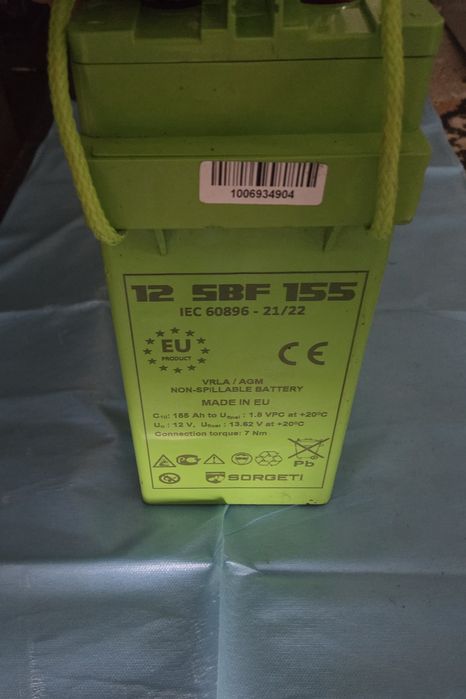 1006934904
12 SBF 155
IEC 60896 - 21/22
EU
PRODUCT
CE
VRLA / AGM
NON-SPILLABLE BATTERY
MADE IN EU
C₁₀: 155 Ah to Ufinal : 1.8 VPC at +20ºC
Uₙ : 12 V, Ufloat : 13.62 V at +20ºC
Connection torque: 7 Nm
Pb
SORGETI